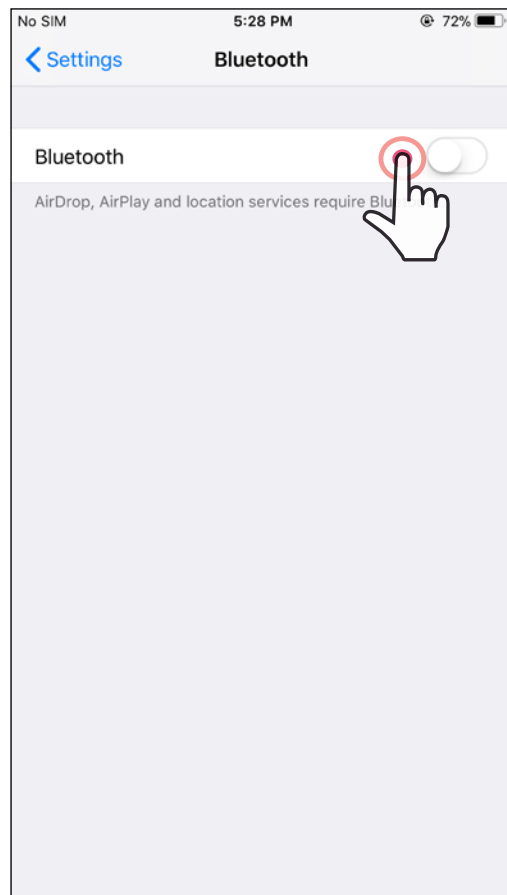 No SIM 5:28 PM 72%
Settings Bluetooth
Bluetooth
AirDrop, AirPlay and location services require